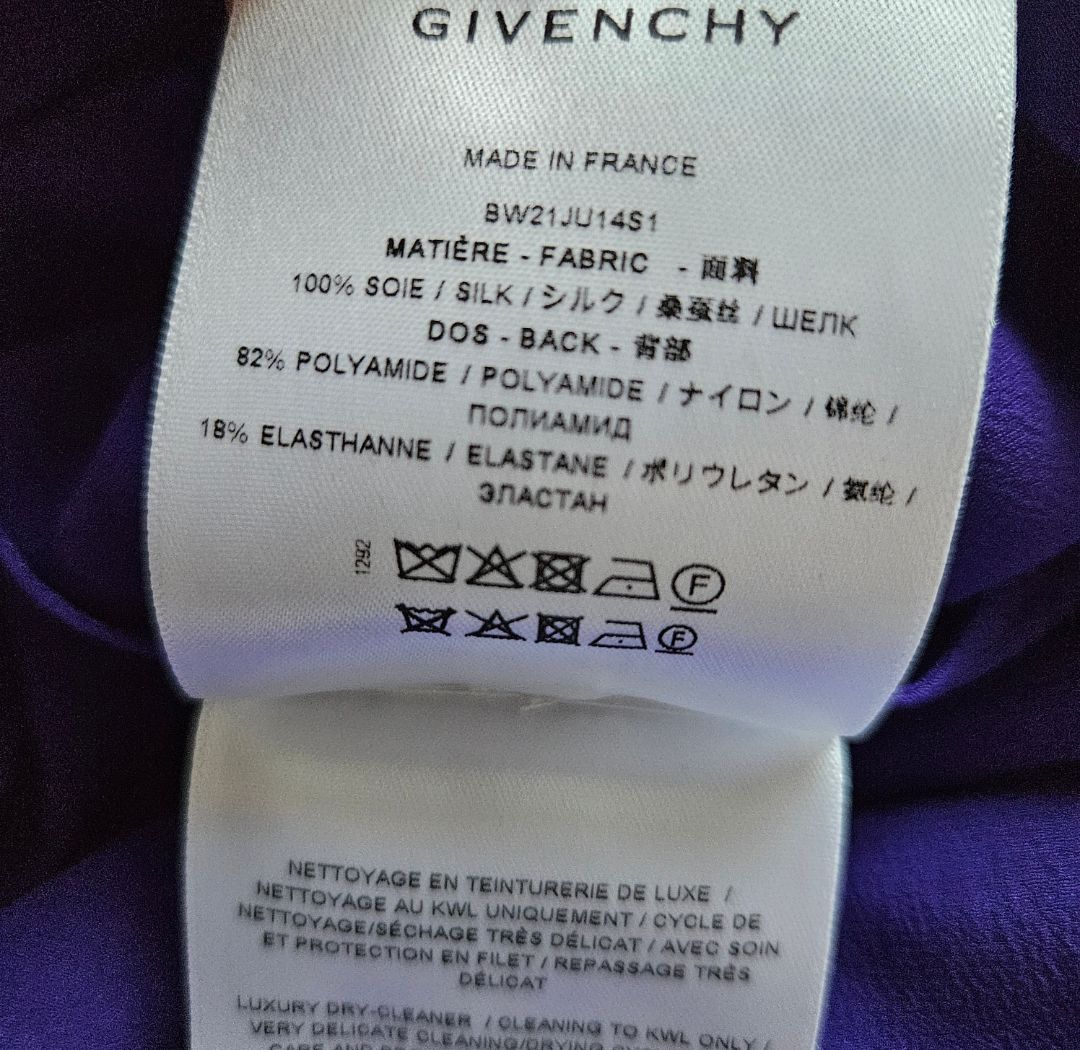 GIVENCHY
MADE IN FRANCE
BW21JU14S1
MATIÈRE - FABRIC - 面料
100% SOIE / SILK / シルク / 桑蚕丝 / ШЕЛК
DOS - BACK - 背部
82% POLYAMIDE / POLYAMIDE / ナイロン / 锦纶 /
ПОЛИАМИД
18% ELASTHANNE / ELASTANE / ポリウレタン / 氨纶 /
ЭЛАСТАН
1292
F
F
NETTOYAGE EN TEINTURERIE DE LUXE /
NETTOYAGE AU KWL UNIQUEMENT / CYCLE DE
NETTOYAGE/SÉCHAGE TRÈS DÉLICAT / AVEC SOIN
ET PROTECTION EN FILET / REPASSAGE TRÈS
DÉLICAT
LUXURY DRY-CLEANER / CLEANING TO KWL ONLY /
VERY DELICATE CLEANING/DRYING
CARE AND